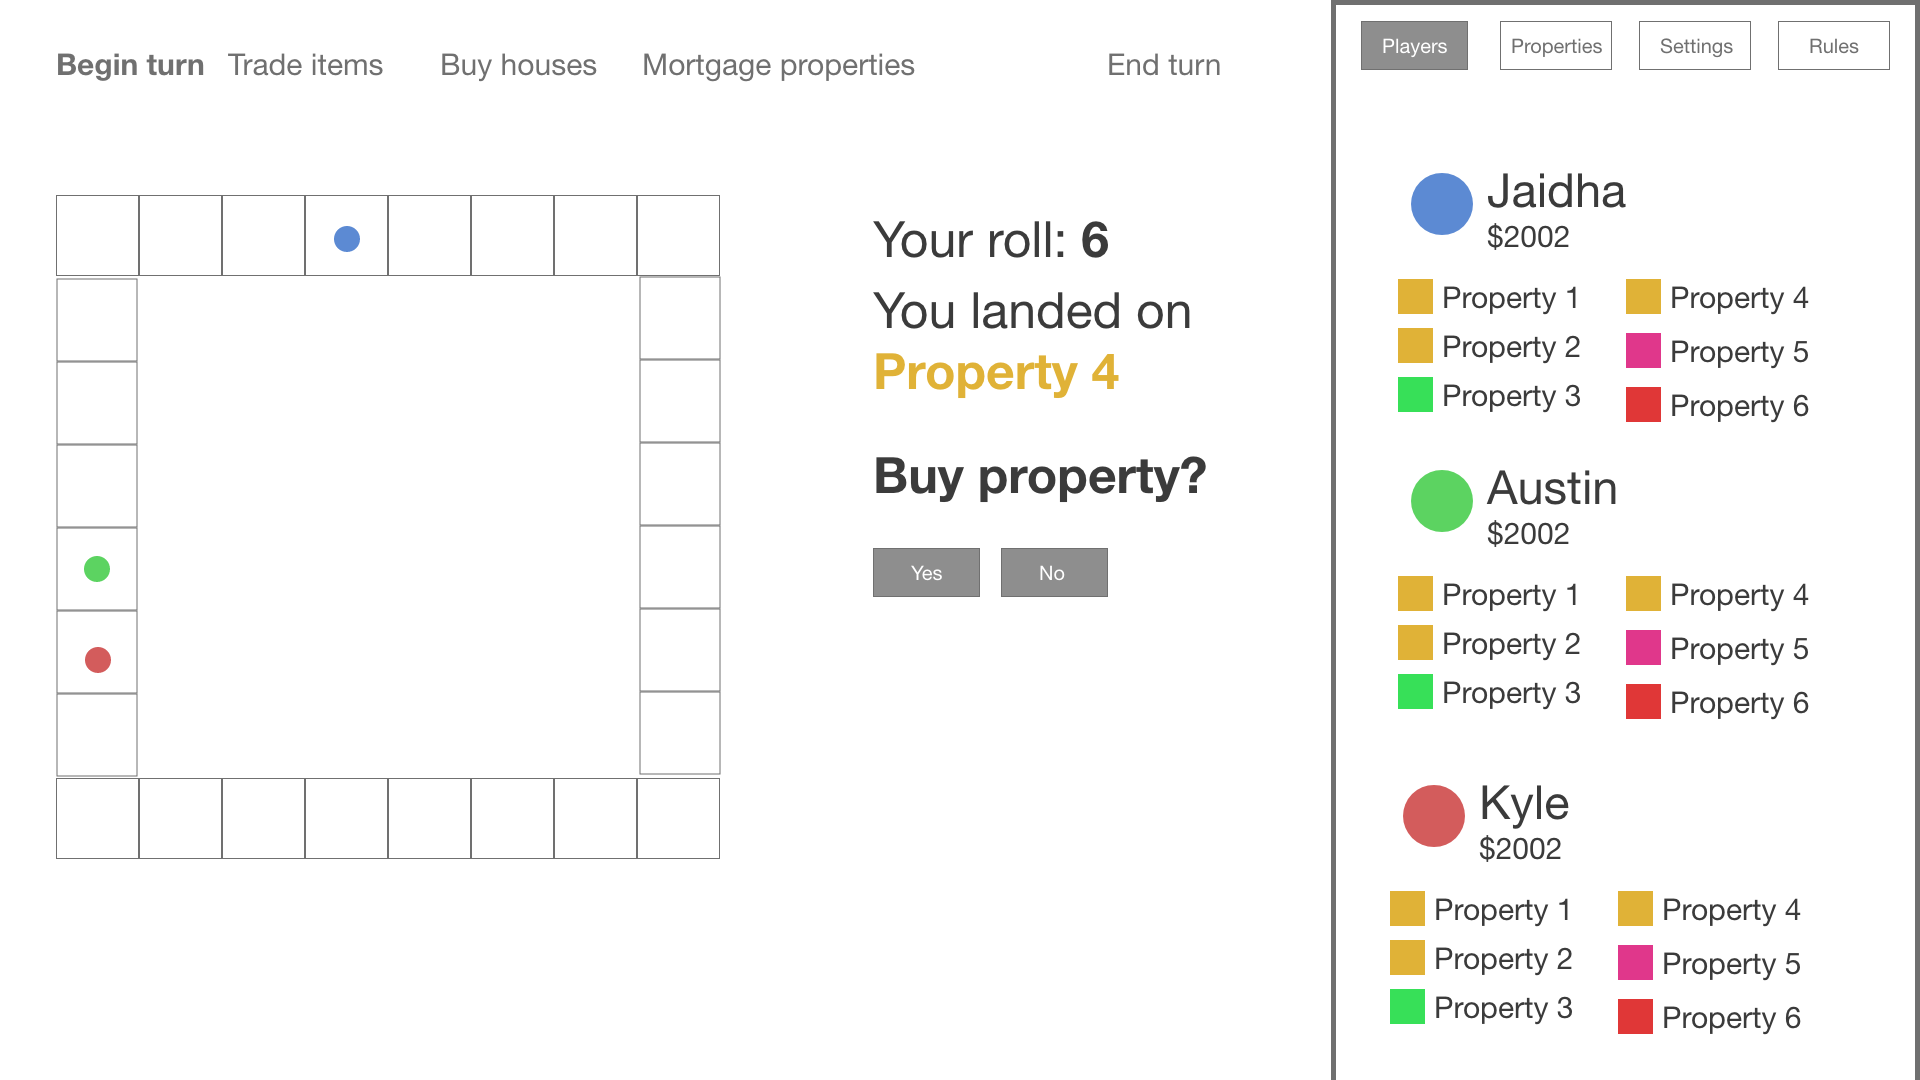 Begin turn Trade items Buy houses Mortgage properties End turn
Your roll: 6
You landed on
Property 4
Buy property?
Yes No
Players Properties Settings Rules
Jaidha
$2002
Property 1 Property 4
Property 2 Property 5
Property 3 Property 6
Austin
$2002
Property 1 Property 4
Property 2 Property 5
Property 3 Property 6
Kyle
$2002
Property 1 Property 4
Property 2 Property 5
Property 3 Property 6